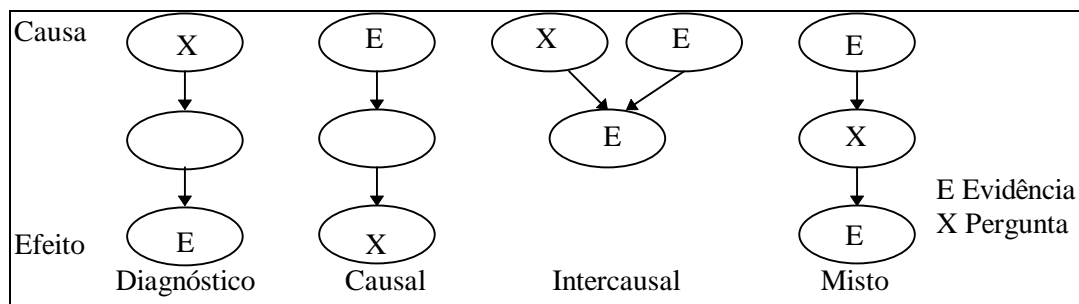 Causa
X
E
X
E
E
E
X
E Evidência
X Pergunta
Efeito
E
X
E
Diagnóstico
Causal
Intercausal
Misto